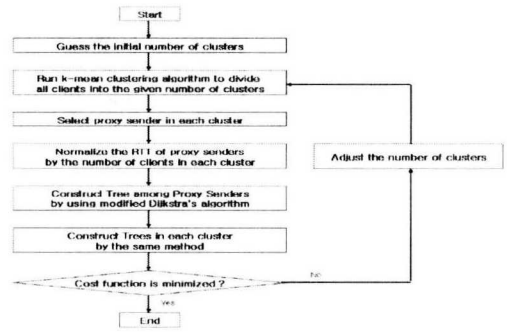 Start
Guess the initial number of clusters
Run k-mean clustering algorithm to divide
all clients into the given number of clusters
Select proxy sender in each cluster
Normalize the RTT of proxy senders
by the number of clients in each cluster
Adjust the number of clusters
Construct Tree among Proxy Senders
by using modified Dijkstra's algorithm
Construct Trees in each cluster
by the same method
Cost function is minimized ?
No
Yes
End